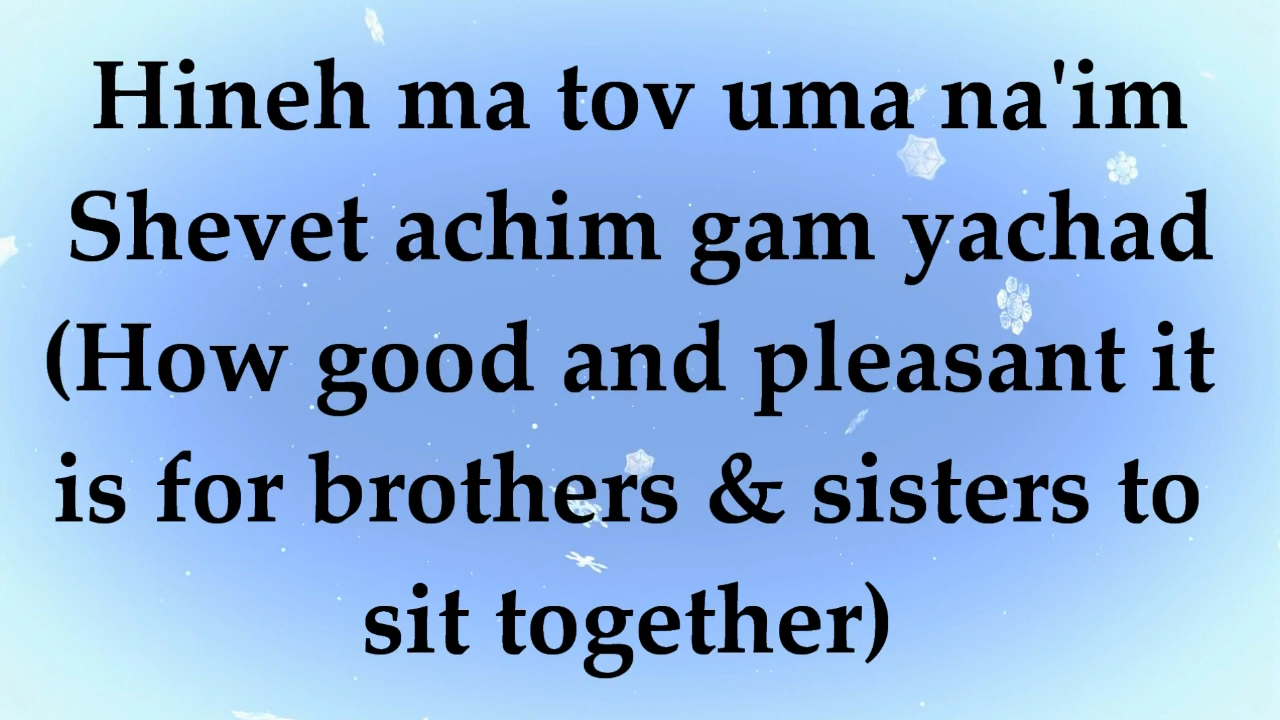 Hineh ma tov uma na'im
Shevet achim gam yachad
(How good and pleasant it
is for brothers & sisters to
sit together)